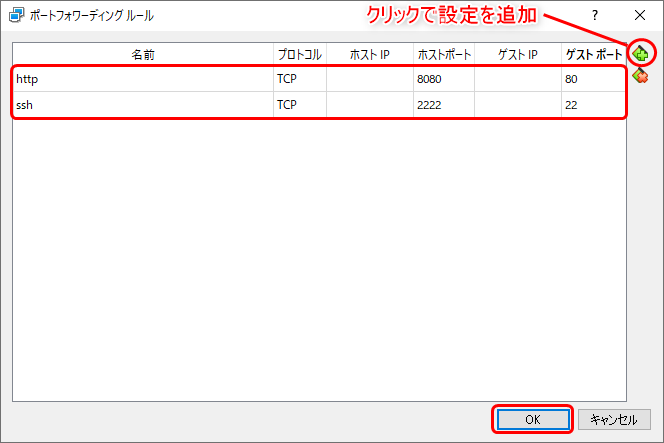 クリックで設定を追加
ポートフォワーディング ルール
名前 プロトコル ホスト IP ホストポート ゲスト IP ゲスト ポート
http TCP 8080 80
ssh TCP 2222 22
OK キャンセル